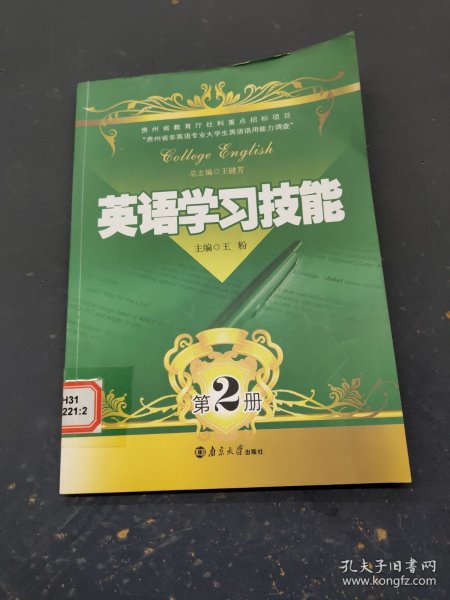 贵州省教育厅社科重点招标项目
"贵州省非英语专业大学生英语语用能力调查"
College English
总主编◎王健芳
英语学习技能
主编◎王 粉
第2册
H31
221:2
南京大学出版社
孔夫子旧书网
www.kongfz.com